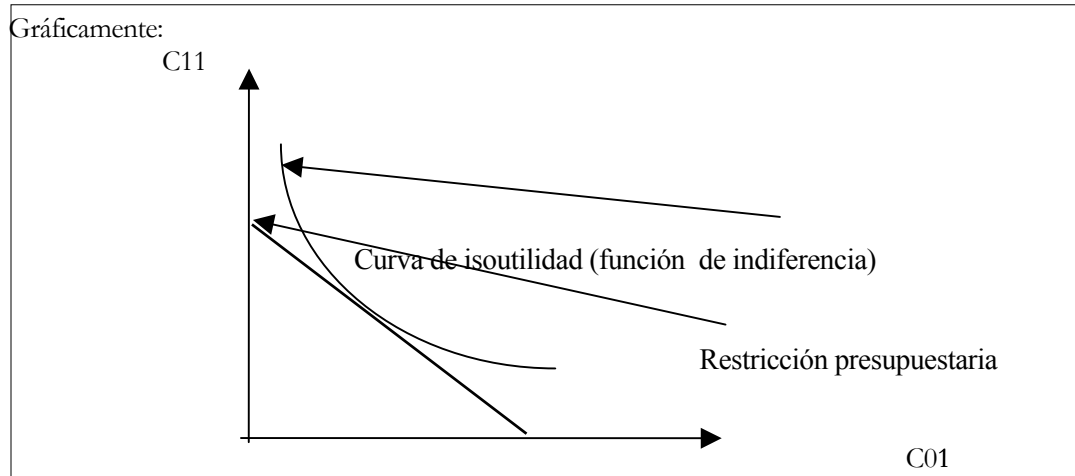 Gráficamente:
C11
Curva de isoutilidad (función de indiferencia)
Restricción presupuestaria
C01